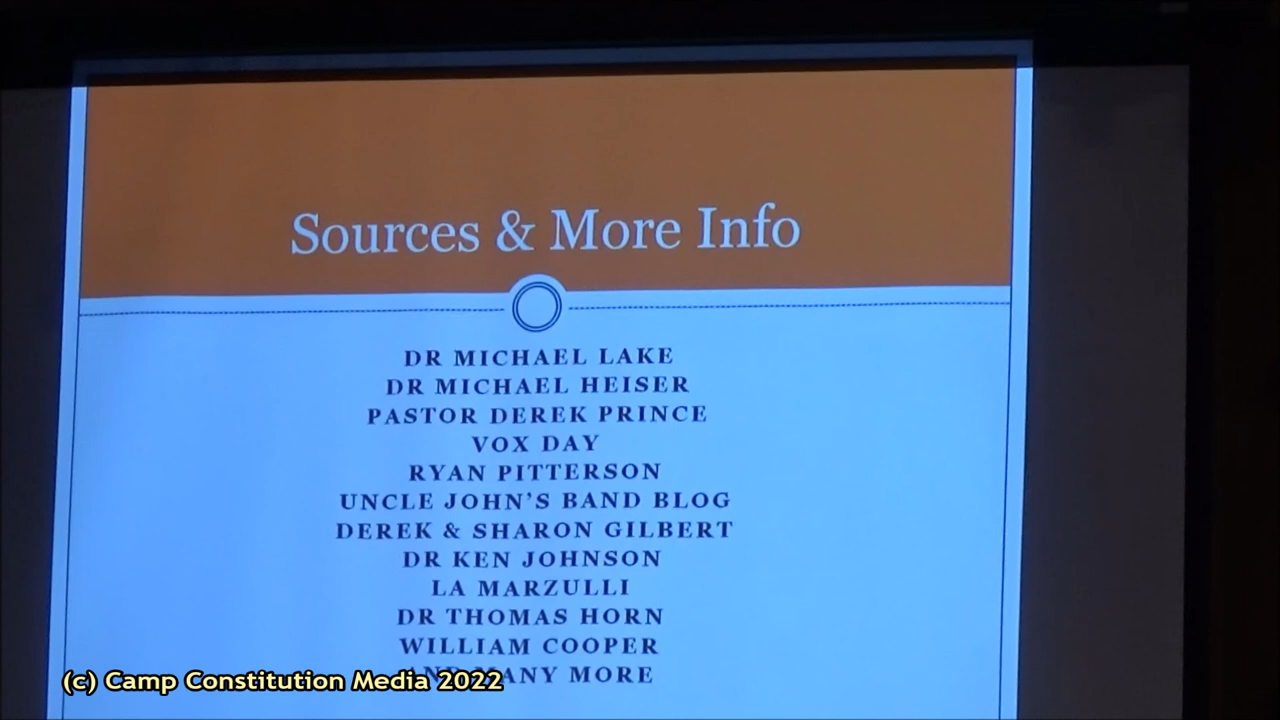 Sources & More Info
DR MICHAEL LAKE
DR MICHAEL HEISER
PASTOR DEREK PRINCE
VOX DAY
RYAN PITTERSON
UNCLE JOHN'S BAND BLOG
DEREK & SHARON GILBERT
DR KEN JOHNSON
LA MARZULLI
DR THOMAS HORN
WILLIAM COOPER
AND MANY MORE
(c) Camp Constitution Media 2022